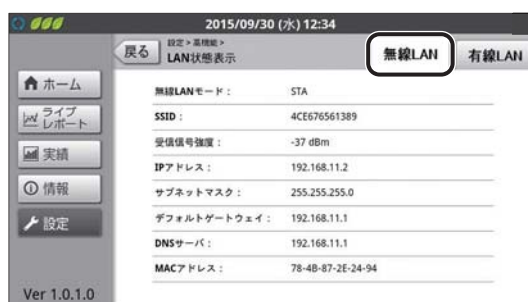 2015/09/30 (水) 12:34
戻る
設定 > 高機能 >
LAN状態表示
無線LAN
有線LAN
ホーム
ライブ
レポート
実績
情報
設定
Ver 1.0.1.0
無線LANモード： STA
SSID： 4CE676561389
受信信号強度： -37 dBm
IPアドレス： 192.168.11.2
サブネットマスク： 255.255.255.0
デフォルトゲートウェイ： 192.168.11.1
DNSサーバ： 192.168.11.1
MACアドレス： 78-4B-87-2E-24-94